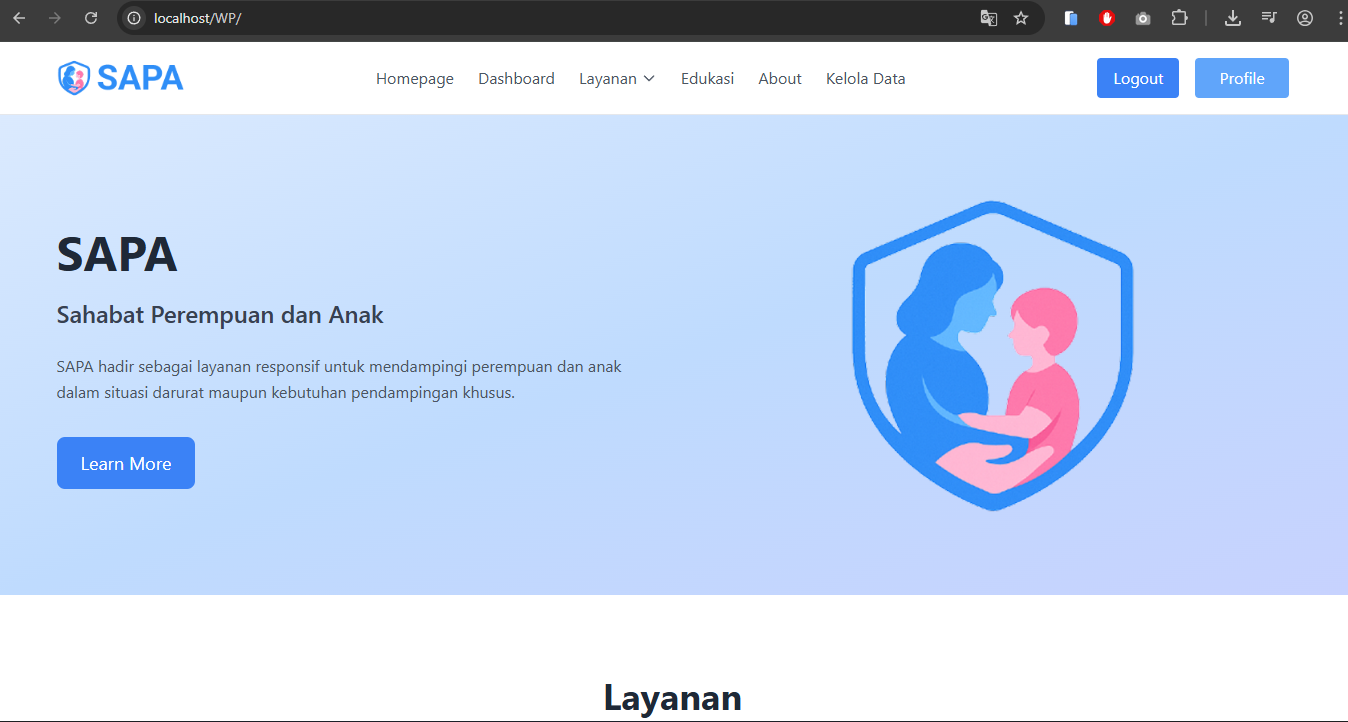 localhost/WP/
SAPA
Homepage Dashboard Layanan Edukasi About Kelola Data
Logout Profile
SAPA
Sahabat Perempuan dan Anak
SAPA hadir sebagai layanan responsif untuk mendampingi perempuan dan anak
dalam situasi darurat maupun kebutuhan pendampingan khusus.
Learn More
Layanan